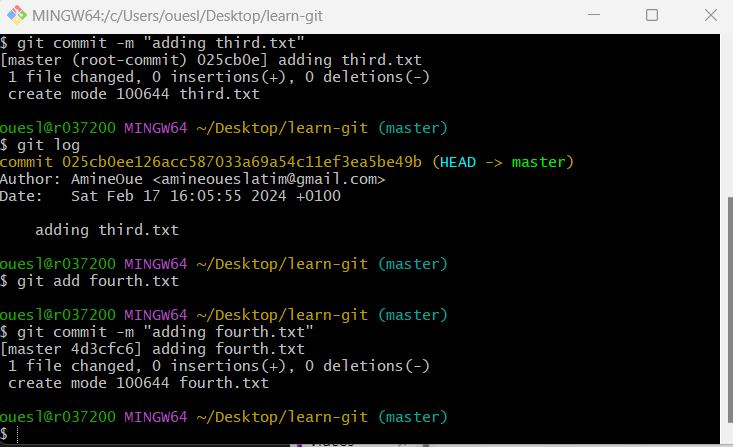 MINGW64:/c/Users/ouesl/Desktop/learn-git
$ git commit -m "adding third.txt"
[master (root-commit) 025cb0e] adding third.txt
 1 file changed, 0 insertions(+), 0 deletions(-)
 create mode 100644 third.txt
ouesl@r037200 MINGW64 ~/Desktop/learn-git (master)
$ git log
commit 025cb0ee126acc587033a69a54c11ef3ea5be49b (HEAD -> master)
Author: AmineOue <amineoueslatim@gmail.com>
Date:   Sat Feb 17 16:05:55 2024 +0100
    adding third.txt
ouesl@r037200 MINGW64 ~/Desktop/learn-git (master)
$ git add fourth.txt
ouesl@r037200 MINGW64 ~/Desktop/learn-git (master)
$ git commit -m "adding fourth.txt"
[master 4d3cfc6] adding fourth.txt
 1 file changed, 0 insertions(+), 0 deletions(-)
 create mode 100644 fourth.txt
ouesl@r037200 MINGW64 ~/Desktop/learn-git (master)
$